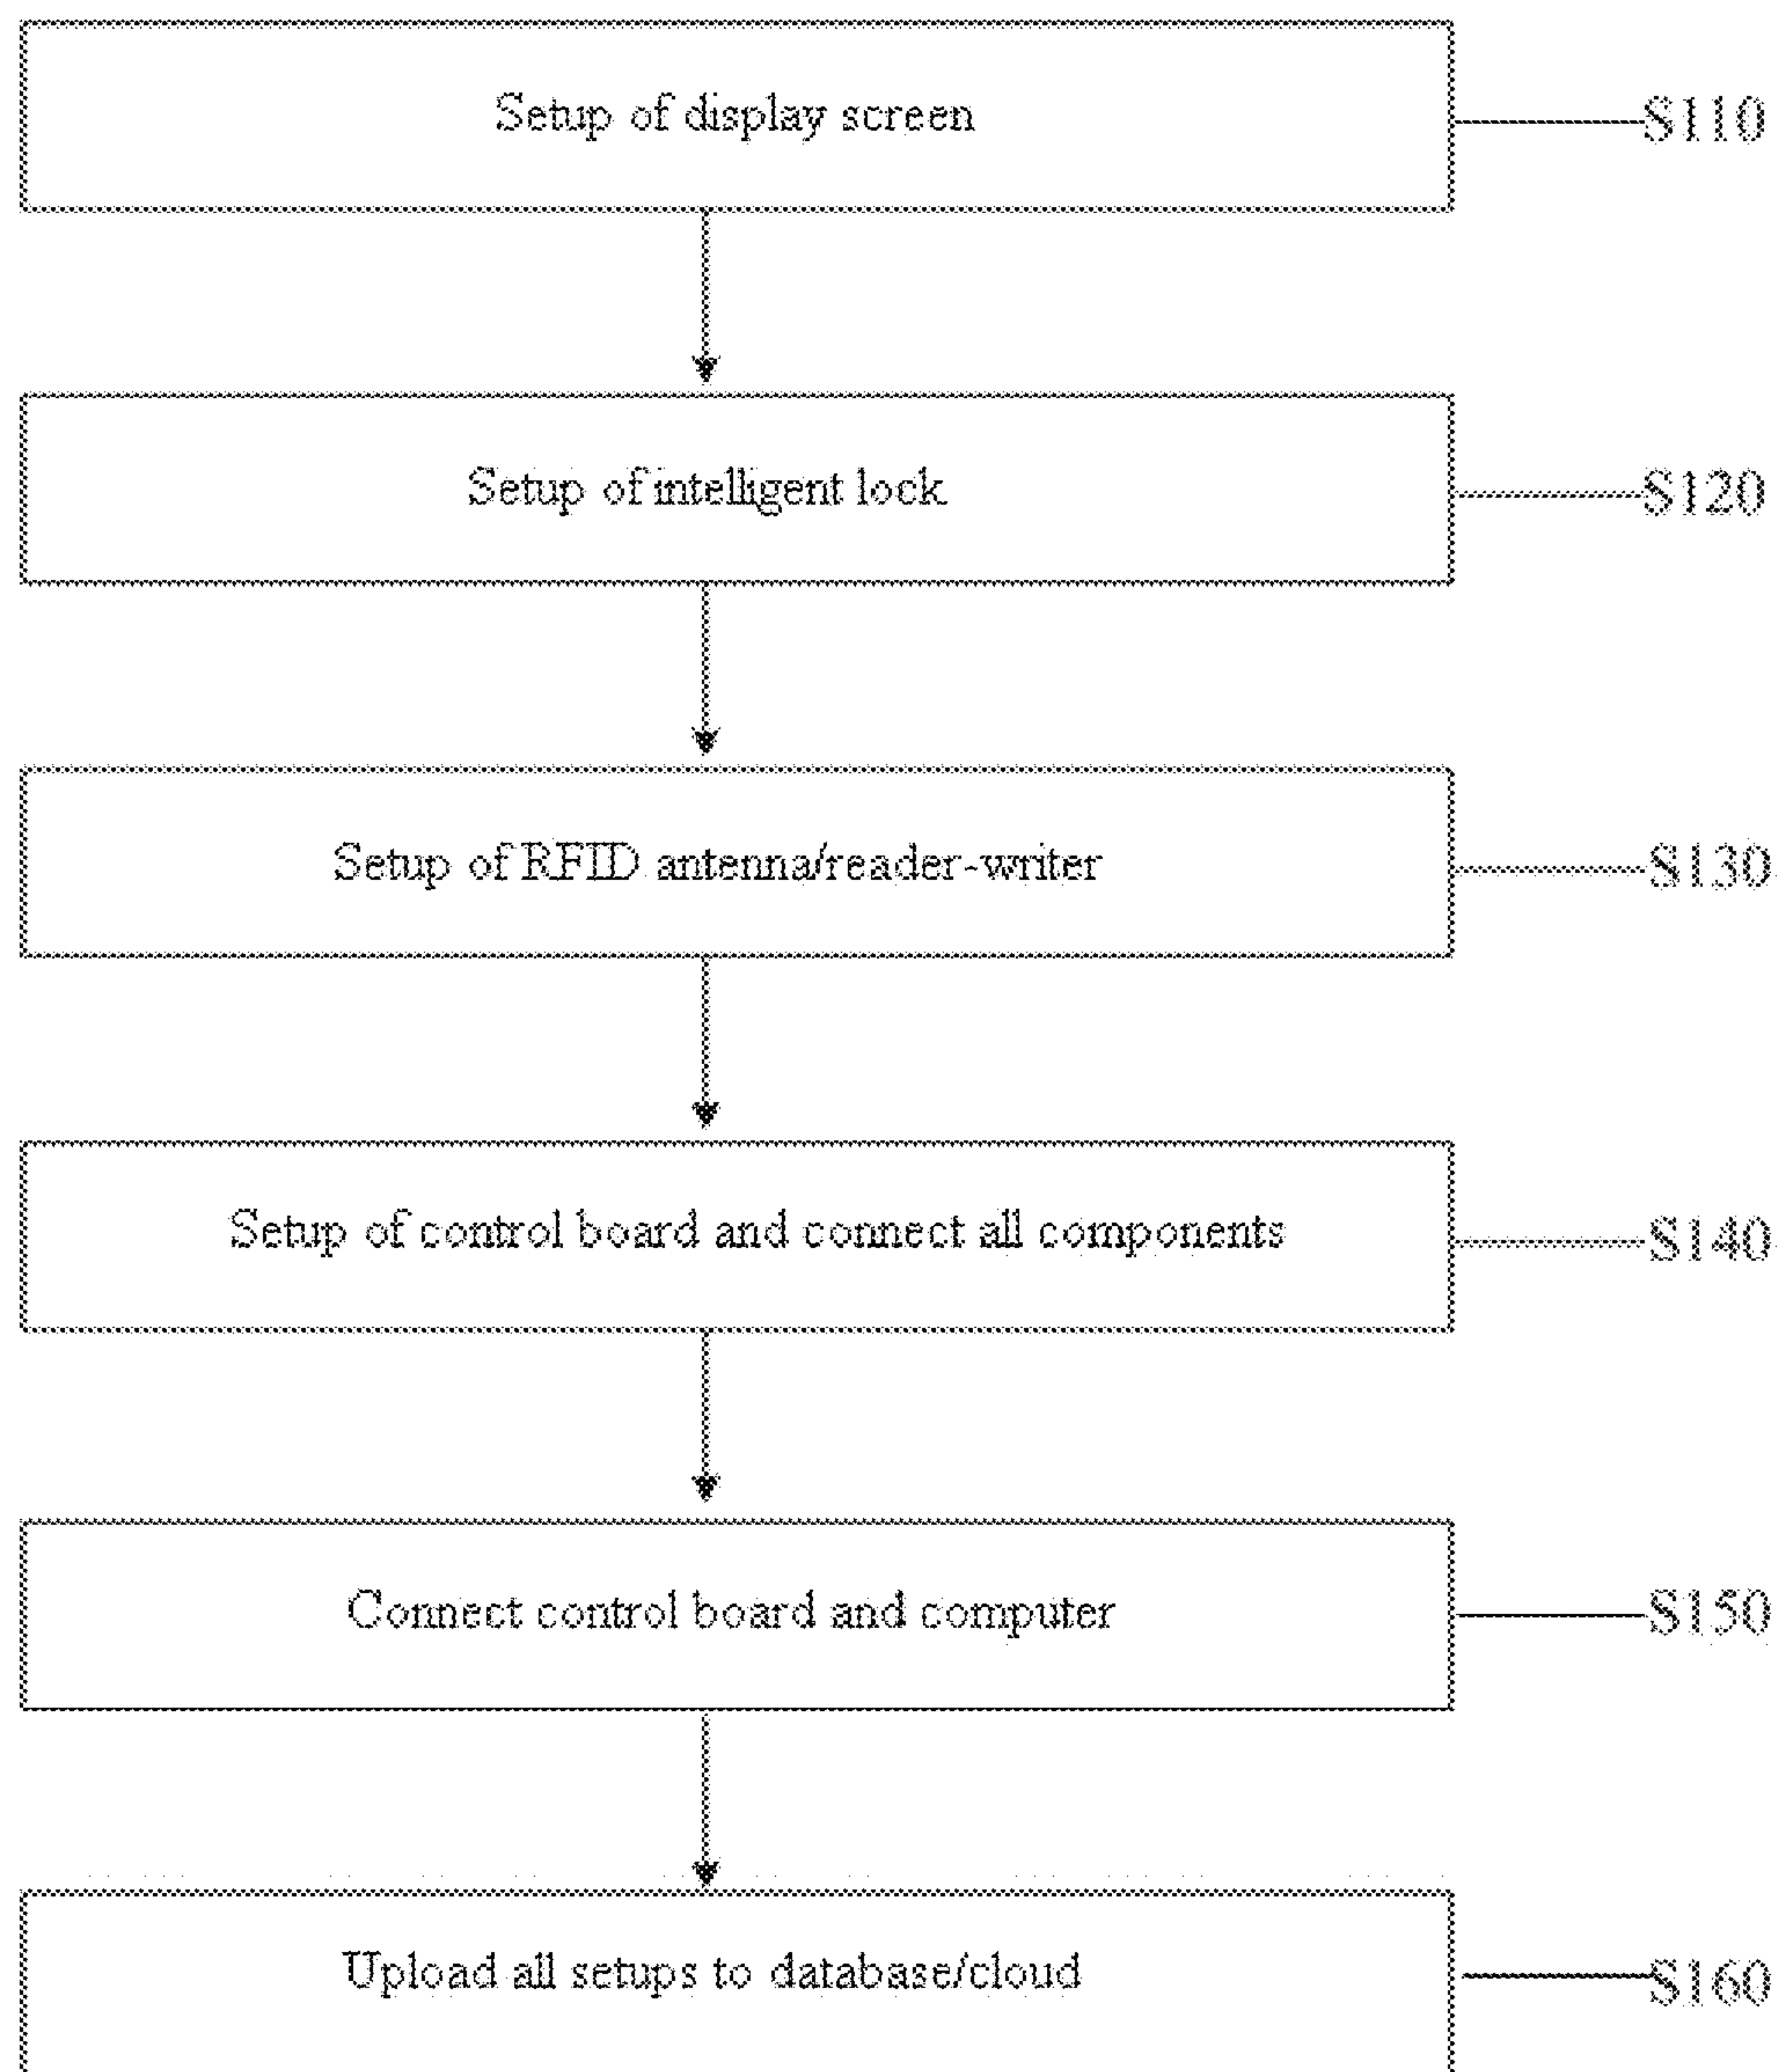 Setup of display screen
S110
Setup of intelligent lock
S120
Setup of RFID antenna/reader-writer
S130
Setup of control board and connect all components
S140
Connect control board and computer
S150
Upload all setups to database/cloud
S160